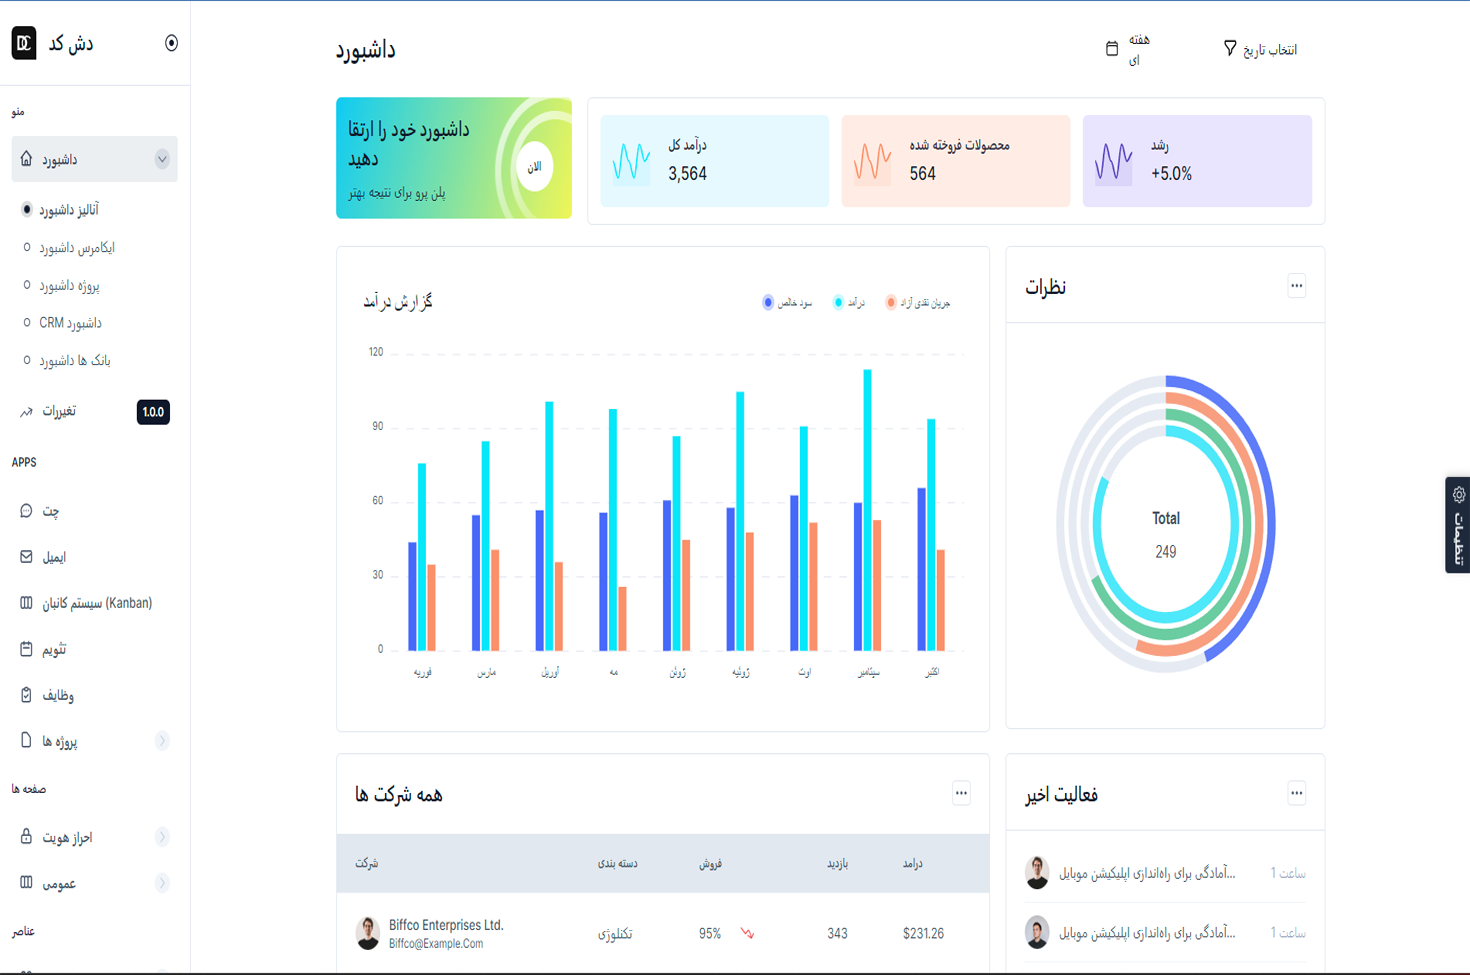 دش کد
منو
داشبورد
آنالیز داشبورد
ایکامرس داشبورد
پروژه داشبورد
داشبورد CRM
بانک ها داشبورد
تغییرات
1.0.0
APPS
چت
ایمیل
سیستم کانبان (Kanban)
تئویم
وظایف
پروژه ها
صفحه ها
احراز هویت
عمومی
عناصر
داشبورد
هفته
ای
انتخاب تاریخ
داشبورد خود را ارتقا
دهید
پلن پرو برای نتیجه بهتر
الان
درآمد کل
3,564
محصولات فروخته شده
564
رشد
+5.0%
گزارش درآمد
سود خالص
درآمد
جریان نقدی آزاد
120
90
60
30
0
فوریه
مارس
آوریل
مه
ژوئن
ژوئیه
اوت
سپتامبر
اکتبر
نظرات
Total
249
تنظیمات
همه شرکت ها
شرکت
دسته بندی
فروش
بازدید
درامد
Biffco Enterprises Ltd.
Biffco@Example.Com
تکنلوژی
95%
343
$231.26
فعالیت اخیر
آمادگی برای راه‌اندازی اپلیکیشن موبایل...
1 ساعت
آمادگی برای راه‌اندازی اپلیکیشن موبایل...
1 ساعت